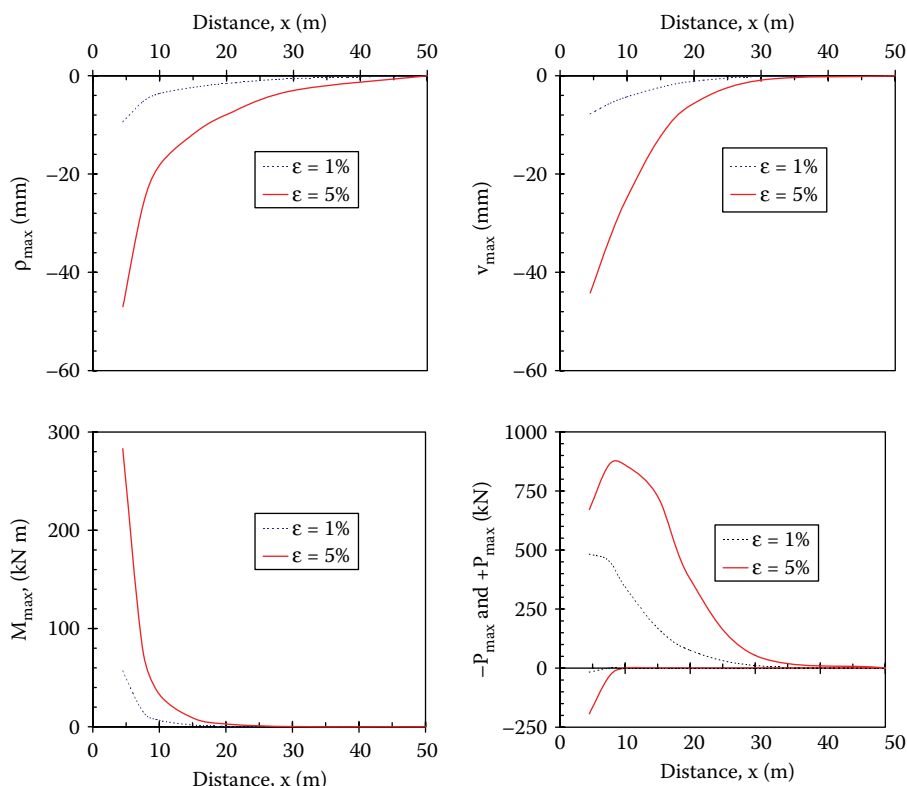 Distance, x (m)
0 10 20 30 40 50
0
−20
−40
−60
ρmax (mm)
ε = 1%
ε = 5%
Distance, x (m)
0 10 20 30 40 50
0
−20
−40
−60
vmax (mm)
ε = 1%
ε = 5%
300
200
100
0
Mmax, (kN m)
ε = 1%
ε = 5%
0 10 20 30 40 50
Distance, x (m)
1000
750
500
250
0
−250
−Pmax and +Pmax (kN)
ε = 1%
ε = 5%
0 10 20 30 40 50
Distance, x (m)